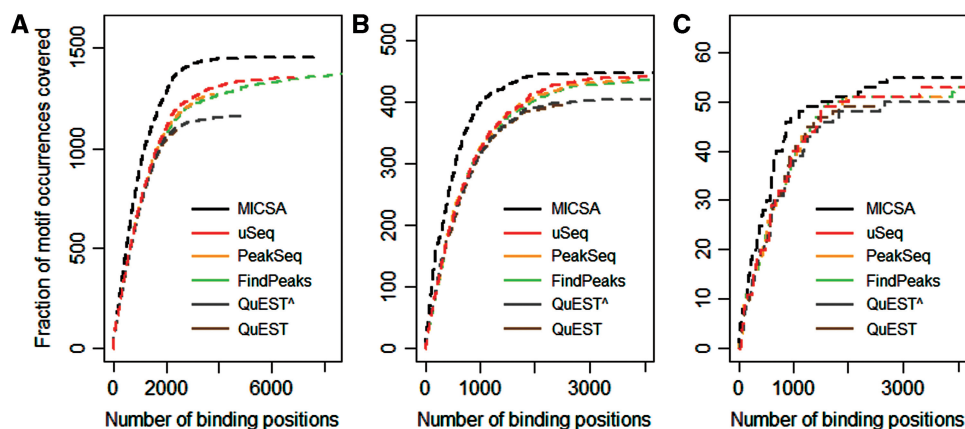 A
Fraction of motif occurrences covered
0 500 1000 1500
0 2000 6000
Number of binding positions
MICSA
uSeq
PeakSeq
FindPeaks
QuEST^
QuEST
B
0 100 200 300 400 500
0 1000 3000
Number of binding positions
MICSA
uSeq
PeakSeq
FindPeaks
QuEST^
QuEST
C
0 10 20 30 40 50 60
0 1000 3000
Number of binding positions
MICSA
uSeq
PeakSeq
FindPeaks
QuEST^
QuEST